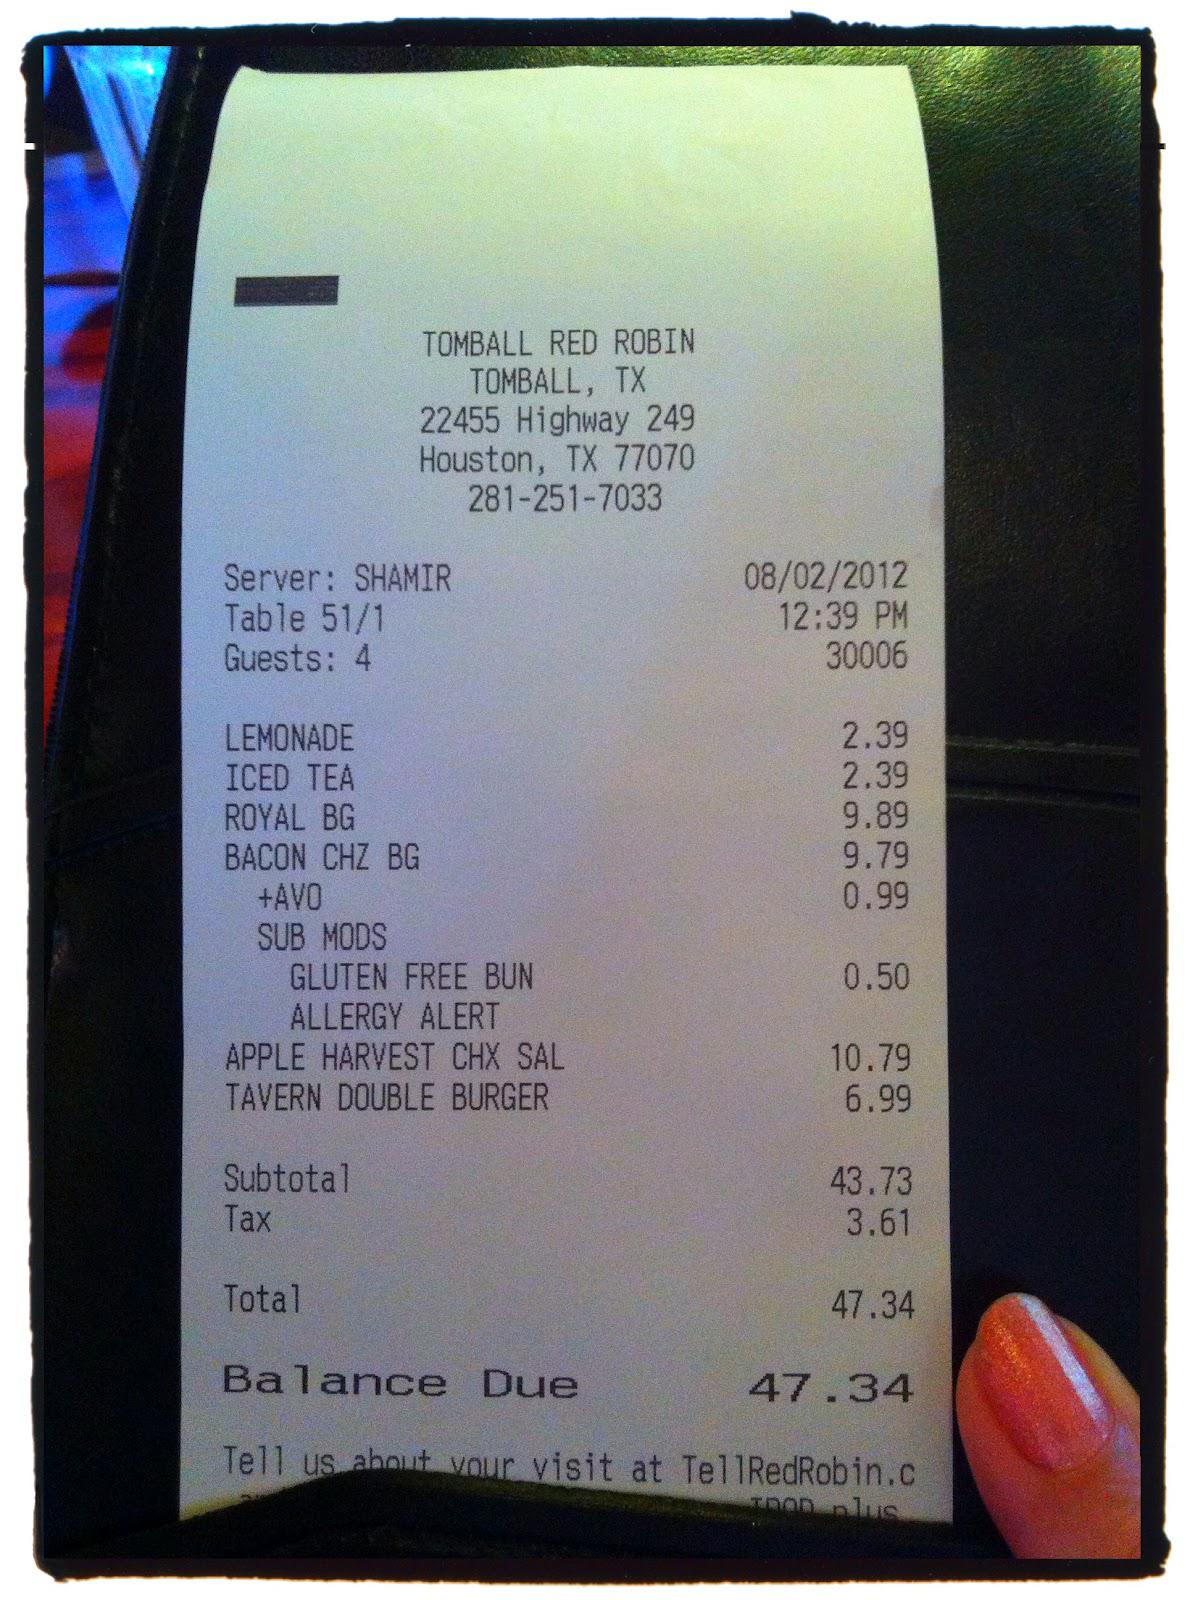 TOMBALL RED ROBIN
TOMBALL, TX
22455 Highway 249
Houston, TX 77070
281-251-7033
Server: SHAMIR 08/02/2012
Table 51/1 12:39 PM
Guests: 4 30006
LEMONADE 2.39
ICED TEA 2.39
ROYAL BG 9.89
BACON CHZ BG 9.79
+AVO 0.99
SUB MODS
GLUTEN FREE BUN 0.50
ALLERGY ALERT
APPLE HARVEST CHX SAL 10.79
TAVERN DOUBLE BURGER 6.99
Subtotal 43.73
Tax 3.61
Total 47.34
Balance Due 47.34
Tell us about your visit at TellRedRobin.c
plus